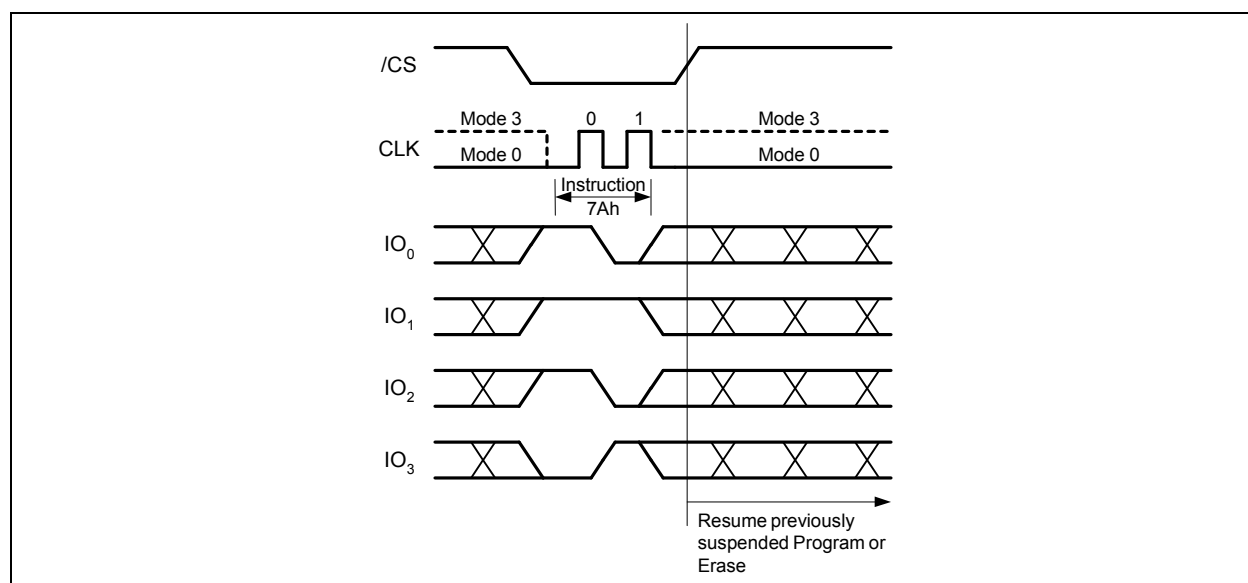 /CS
Mode 3 0 1 Mode 3
CLK
Mode 0 Mode 0
Instruction
7Ah
IO0
IO1
IO2
IO3
Resume previously
suspended Program or
Erase